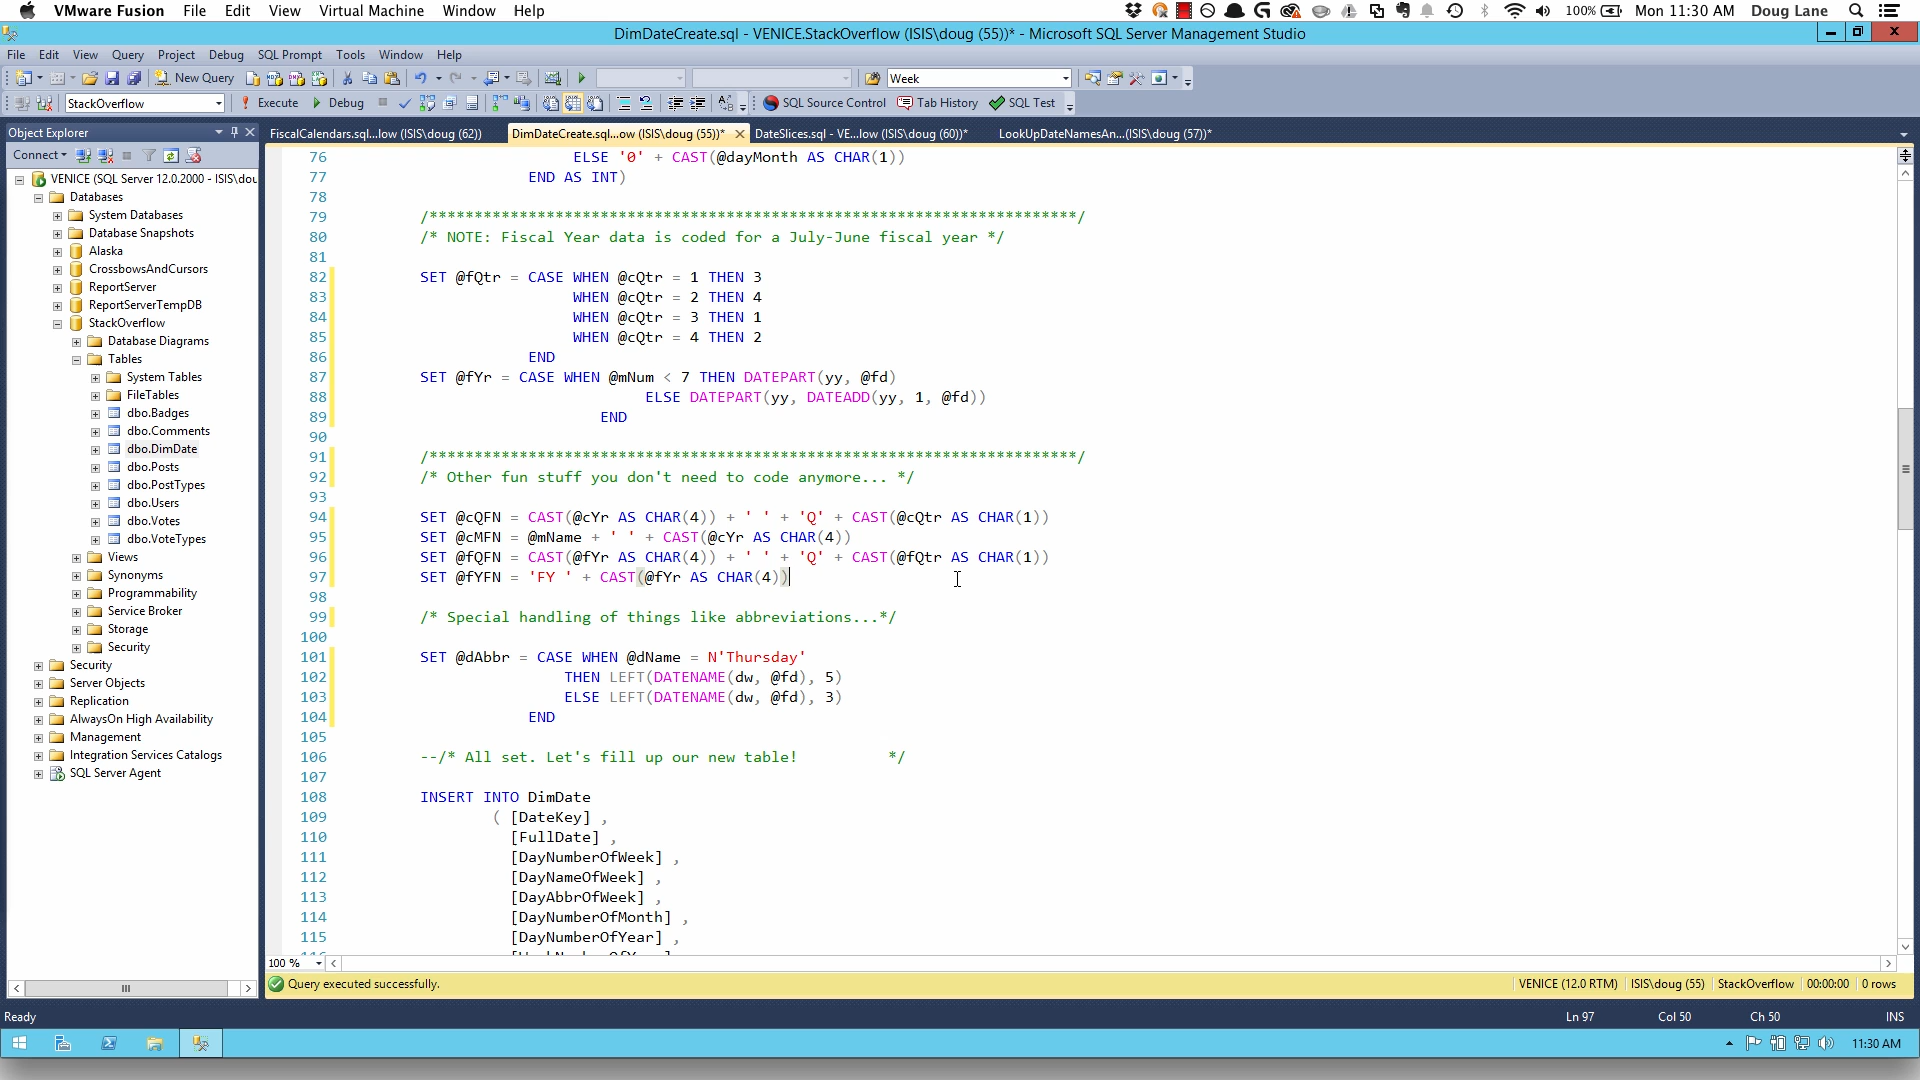 VMware Fusion File Edit View Virtual Machine Window Help 100% Mon 11:30 AM Doug Lane
DimDateCreate.sql - VENICE.StackOverflow (ISIS\doug (55))* - Microsoft SQL Server Management Studio
File Edit View Query Project Debug SQL Prompt Tools Window Help
New Query Week
StackOverflow Execute Debug SQL Source Control Tab History SQL Test
Object Explorer
FiscalCalendars.sql...low (ISIS\doug (62)) DimDateCreate.sql...ow (ISIS\doug (55))* DateSlices.sql - VE...low (ISIS\doug (60))* LookUpDateNamesAn...(ISIS\doug (57))*
Connect
VENICE (SQL Server 12.0.2000 - ISIS\dou
Databases
System Databases
Database Snapshots
Alaska
CrossbowsAndCursors
ReportServer
ReportServerTempDB
StackOverflow
Database Diagrams
Tables
System Tables
FileTables
dbo.Badges
dbo.Comments
dbo.DimDate
dbo.Posts
dbo.PostTypes
dbo.Users
dbo.Votes
dbo.VoteTypes
Views
Synonyms
Programmability
Service Broker
Storage
Security
Security
Server Objects
Replication
AlwaysOn High Availability
Management
Integration Services Catalogs
SQL Server Agent
76 ELSE '0' + CAST(@dayMonth AS CHAR(1))
77 END AS INT)
78
79 /************************************************************************/
80 /* NOTE: Fiscal Year data is coded for a July-June fiscal year */
81
82 SET @fQtr = CASE WHEN @cQtr = 1 THEN 3
83 WHEN @cQtr = 2 THEN 4
84 WHEN @cQtr = 3 THEN 1
85 WHEN @cQtr = 4 THEN 2
86 END
87 SET @fYr = CASE WHEN @mNum < 7 THEN DATEPART(yy, @fd)
88 ELSE DATEPART(yy, DATEADD(yy, 1, @fd))
89 END
90
91 /************************************************************************/
92 /* Other fun stuff you don't need to code anymore... */
93
94 SET @cQFN = CAST(@cYr AS CHAR(4)) + ' ' + 'Q' + CAST(@cQtr AS CHAR(1))
95 SET @cMFN = @mName + ' ' + CAST(@cYr AS CHAR(4))
96 SET @fQFN = CAST(@fYr AS CHAR(4)) + ' ' + 'Q' + CAST(@fQtr AS CHAR(1))
97 SET @fYFN = 'FY ' + CAST(@fYr AS CHAR(4))
98
99 /* Special handling of things like abbreviations...*/
100
101 SET @dAbbr = CASE WHEN @dName = N'Thursday'
102 THEN LEFT(DATENAME(dw, @fd), 5)
103 ELSE LEFT(DATENAME(dw, @fd), 3)
104 END
105
106 --/* All set. Let's fill up our new table! */
107
108 INSERT INTO DimDate
109 ( [DateKey] ,
110 [FullDate] ,
111 [DayNumberOfWeek] ,
112 [DayNameOfWeek] ,
113 [DayAbbrOfWeek] ,
114 [DayNumberOfMonth] ,
115 [DayNumberOfYear] ,
100 %
Query executed successfully. VENICE (12.0 RTM) ISIS\doug (55) StackOverflow 00:00:00 0 rows
Ready Ln 97 Col 50 Ch 50 INS
11:30 AM